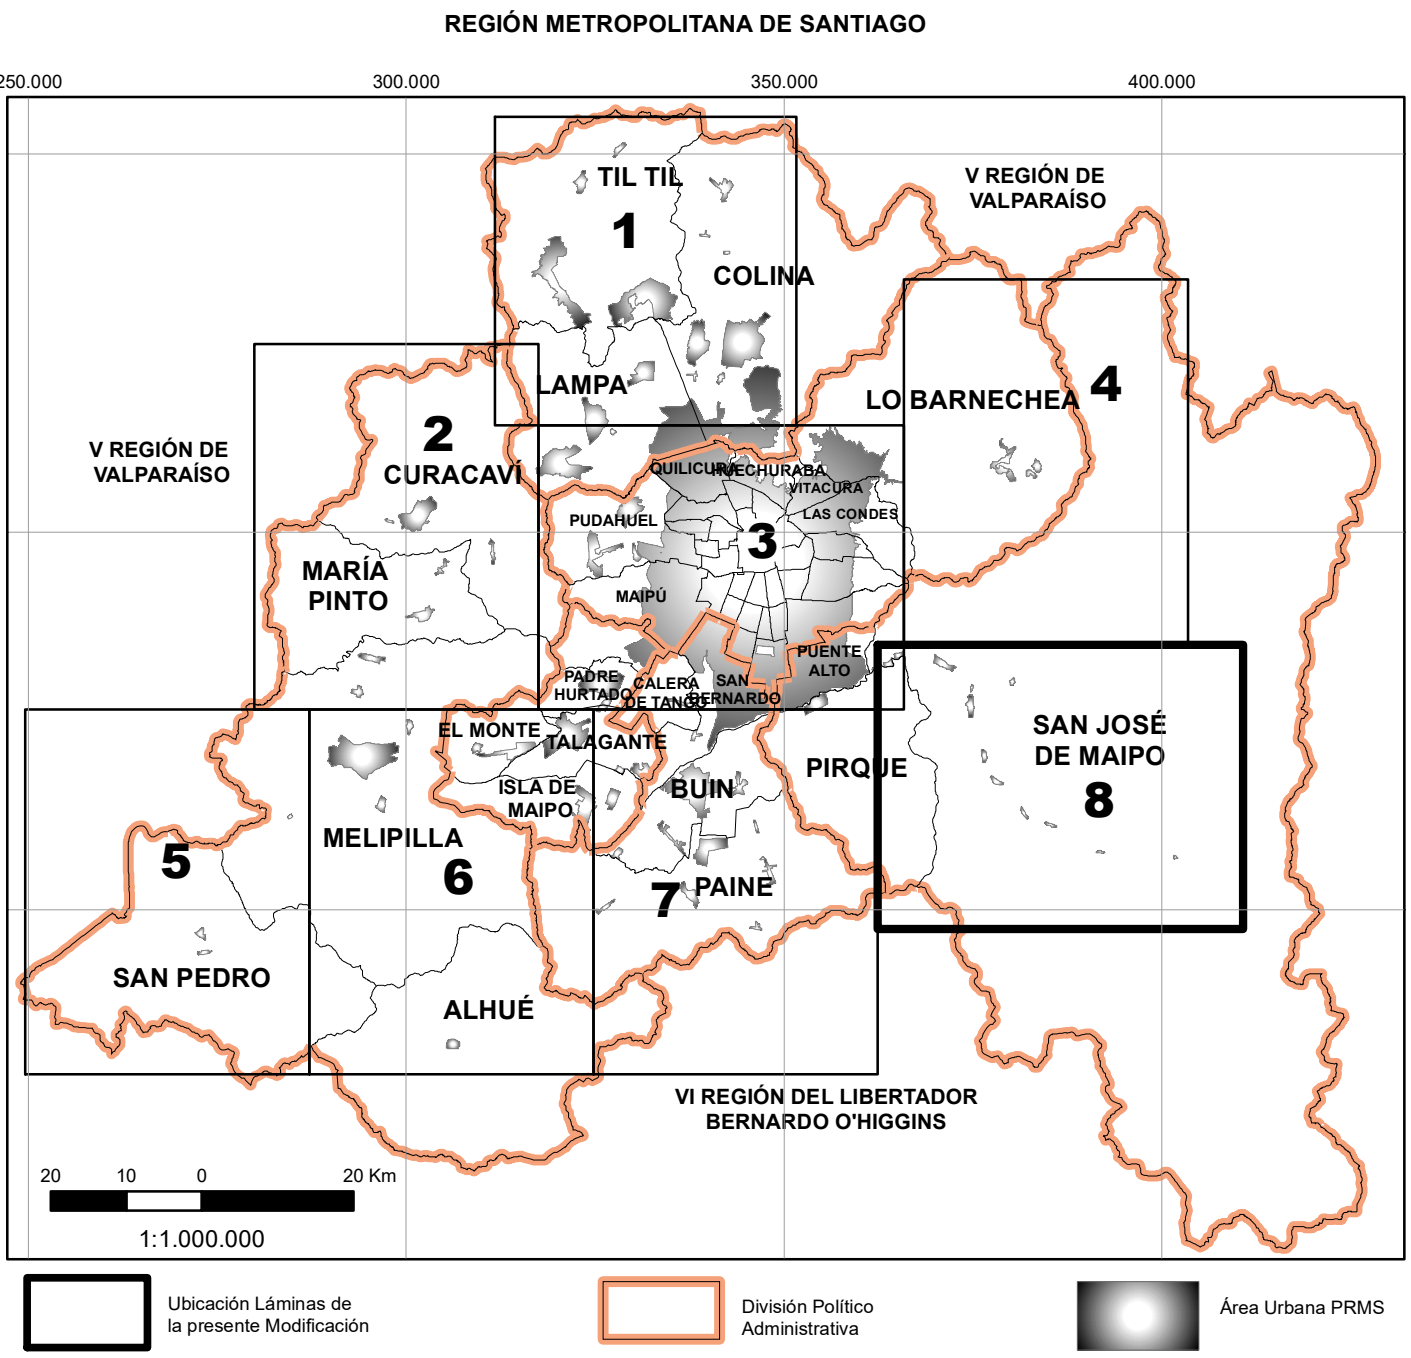 REGIÓN METROPOLITANA DE SANTIAGO
250.000
300.000
350.000
400.000
TIL TIL
1
V REGIÓN DE
VALPARAÍSO
COLINA
LAMPA
LO BARNECHEA
4
2
CURACAVÍ
V REGIÓN DE
VALPARAÍSO
QUILICURA
HUECHURABA
VITACURA
LAS CONDES
PUDAHUEL
3
MARÍA
PINTO
MAIPÚ
PUENTE
ALTO
PADRE
HURTADO
CALERA
DE TANGO
SAN
BERNARDO
EL MONTE
TALAGANTE
SAN JOSÉ
DE MAIPO
8
PIRQUE
ISLA DE
MAIPO
BUIN
MELIPILLA
5
6
7
PAINE
SAN PEDRO
ALHUÉ
VI REGIÓN DEL LIBERTADOR
BERNARDO O'HIGGINS
20 10 0 20 Km
1:1.000.000
Ubicación Láminas de
la presente Modificación
División Político
Administrativa
Área Urbana PRMS